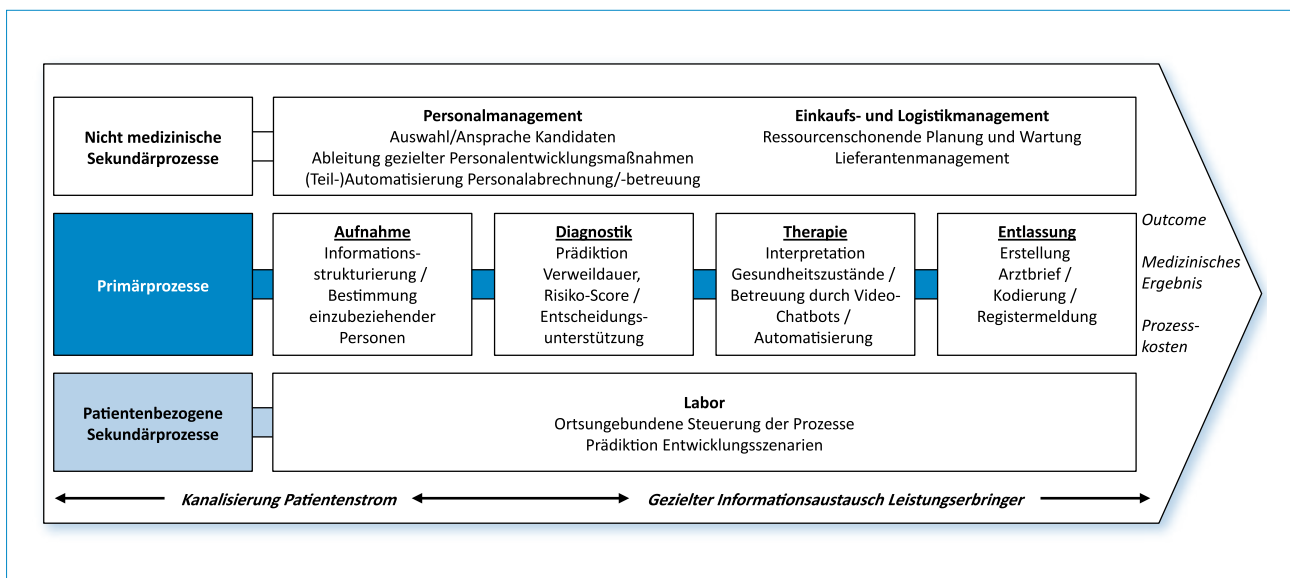 Nicht medizinische
Sekundärprozesse
Personalmanagement
Auswahl/Ansprache Kandidaten
Ableitung gezielter Personalentwicklungsmaßnahmen
(Teil-)Automatisierung Personalabrechnung/-betreuung
Einkaufs- und Logistikmanagement
Ressourcenschonende Planung und Wartung
Lieferantenmanagement
Primärprozesse
Aufnahme
Informations-
strukturierung /
Bestimmung
einzubeziehender
Personen
Diagnostik
Prädiktion
Verweildauer,
Risiko-Score /
Entscheidungs-
unterstützung
Therapie
Interpretation
Gesundheitszustände /
Betreuung durch Video-
Chatbots /
Automatisierung
Entlassung
Erstellung
Arztbrief /
Kodierung /
Registermeldung
Outcome
Medizinisches
Ergebnis
Prozess-
kosten
Patientenbezogene
Sekundärprozesse
Labor
Ortsungebundene Steuerung der Prozesse
Prädiktion Entwicklungsszenarien
Kanalisierung Patientenstrom
Gezielter Informationsaustausch Leistungserbringer